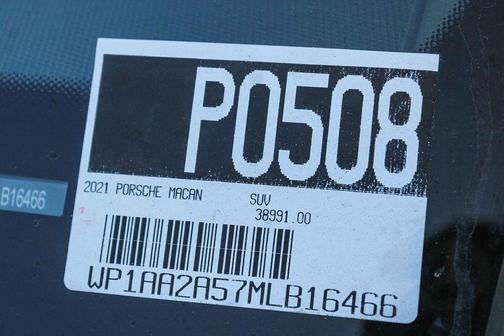 P0508
B16466
2021 PORSCHE MACAN SUV
38991.00
WP1AA2A57MLB16466